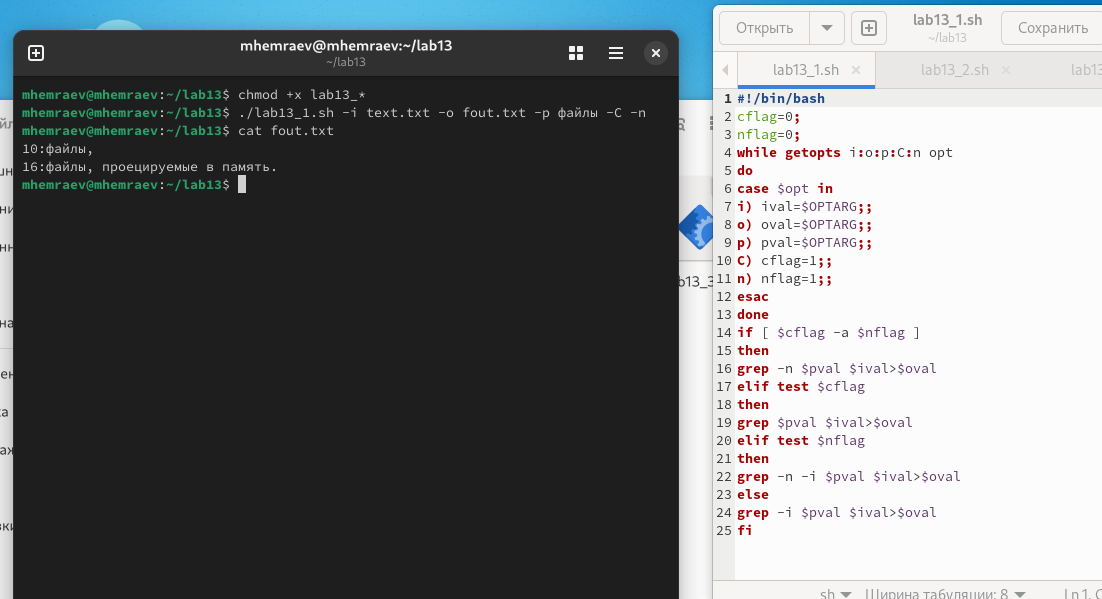 mhemraev@mhemraev:~/lab13
~/lab13
mhemraev@mhemraev:~/lab13$ chmod +x lab13_*
mhemraev@mhemraev:~/lab13$ ./lab13_1.sh -i text.txt -o fout.txt -p файлы -C -n
mhemraev@mhemraev:~/lab13$ cat fout.txt
10:файлы,
16:файлы, проецируемые в память.
mhemraev@mhemraev:~/lab13$
Открыть
lab13_1.sh
~/lab13
Сохранить
lab13_1.sh
lab13_2.sh
lab13
1 #!/bin/bash
2 cflag=0;
3 nflag=0;
4 while getopts i:o:p:C:n opt
5 do
6 case $opt in
7 i) ival=$OPTARG;;
8 o) oval=$OPTARG;;
9 p) pval=$OPTARG;;
10 C) cflag=1;;
11 n) nflag=1;;
12 esac
13 done
14 if [ $cflag -a $nflag ]
15 then
16 grep -n $pval $ival>$oval
17 elif test $cflag
18 then
19 grep $pval $ival>$oval
20 elif test $nflag
21 then
22 grep -n -i $pval $ival>$oval
23 else
24 grep -i $pval $ival>$oval
25 fi
sh
Ширина табуляции: 8